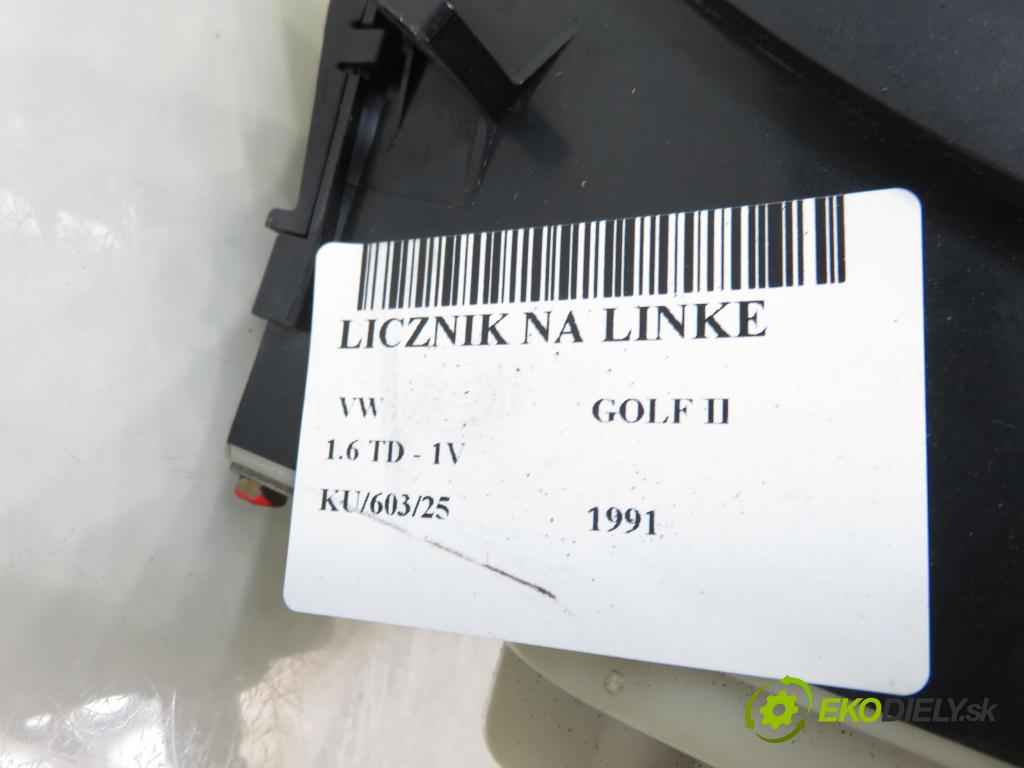 LICZNIK NA LINKE
VW GOLF II
1.6 TD - 1V
KU/603/25 1991
EKODIELY.sk